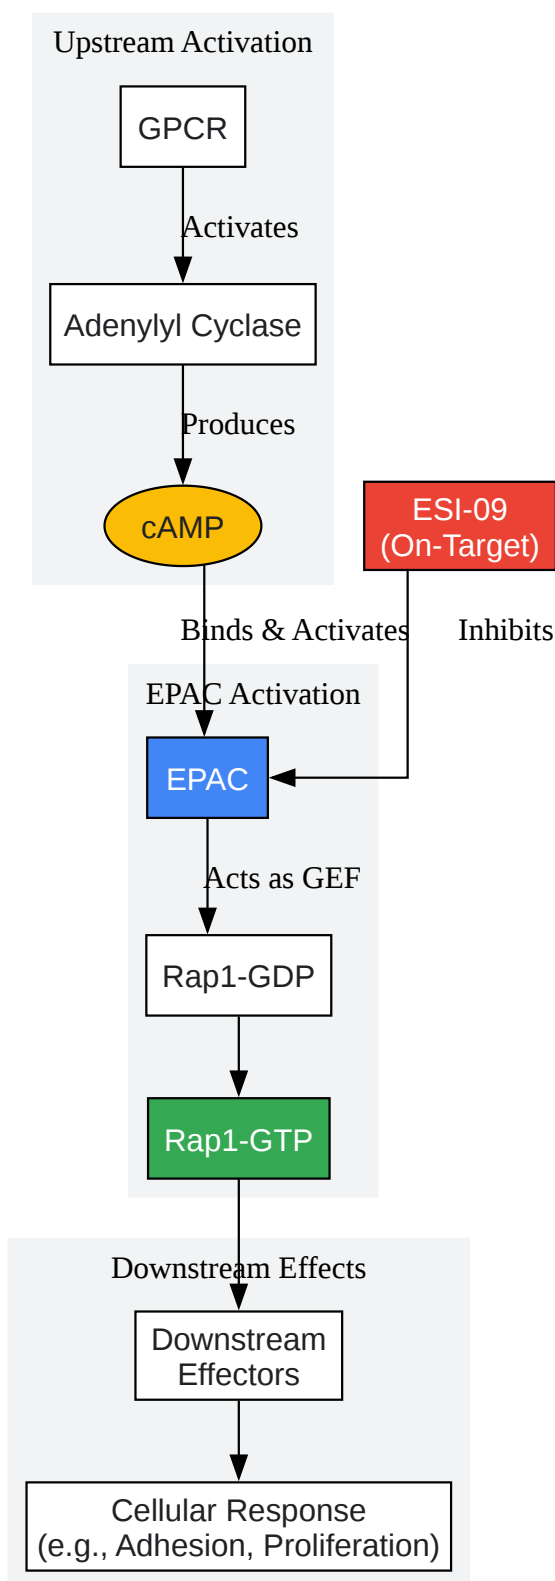 Upstream Activation
GPCR
Activates
Adenylyl Cyclase
Produces
cAMP
ESI-09
(On-Target)
Binds & Activates
Inhibits
EPAC Activation
EPAC
Acts as GEF
Rap1-GDP
Rap1-GTP
Downstream Effects
Downstream
Effectors
Cellular Response
(e.g., Adhesion, Proliferation)